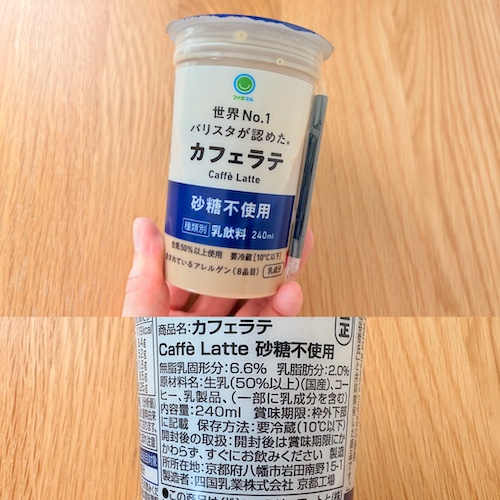 ファミマル
世界No.1
バリスタが認めた。
カフェラテ
Caffè Latte
砂糖不使用
種類別 乳飲料 240ml
生乳50%以上使用 要冷蔵[10℃以下]
含まれているアレルゲン(8品目) 乳成分
商品名:カフェラテ
Caffè Latte 砂糖不使用
無脂乳固形分:6.6% 乳脂肪分:2.0%
原材料名:生乳(50%以上)(国産)、コー
ヒー、乳製品、(一部に乳成分を含む)
内容量:240ml 賞味期限:枠外下部
に記載 保存方法:要冷蔵(10℃以下)
開封後の取扱:開封後は賞味期限にか
かわらず、すぐにお飲みください 製造
所所在地:京都府八幡市岩田南野15-1
製造者:四国乳業株式会社 京都工場
●この商品は